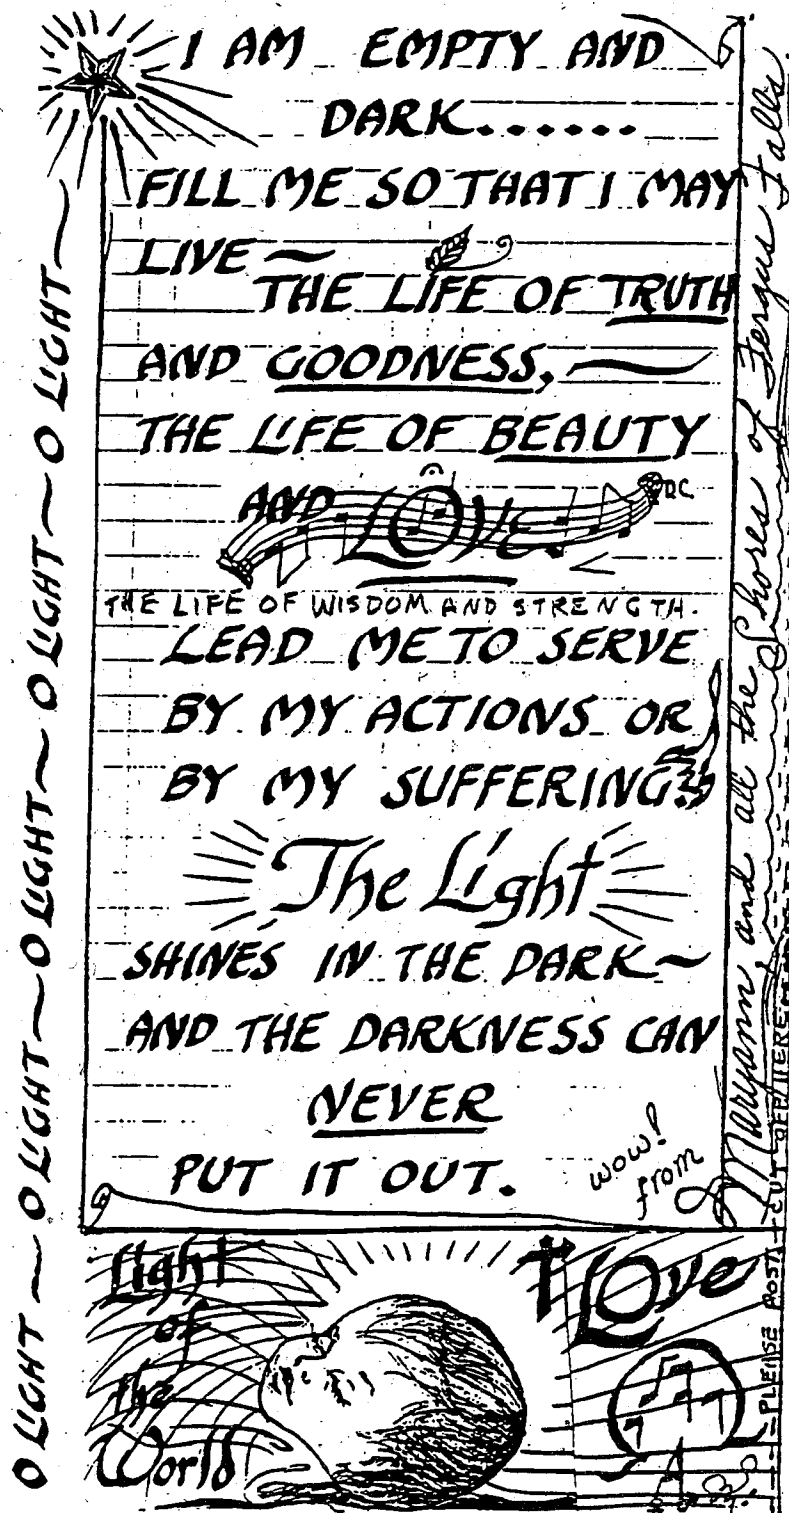 I AM EMPTY AND
DARK......
FILL ME SO THAT I MAY
LIVE ~
THE LIFE OF TRUTH
AND GOODNESS, ~
THE LIFE OF BEAUTY
AND LOVE.
D.C.
THE LIFE OF WISDOM AND STRENGTH.
LEAD ME TO SERVE
BY MY ACTIONS OR
BY MY SUFFERING
The Light
SHINES IN THE DARK ~
AND THE DARKNESS CAN
NEVER
PUT IT OUT.
wow!
from
Maryann, and all the Shores of Fergus Falls.
O LIGHT ~ O LIGHT ~ O LIGHT ~ O LIGHT ~ O LIGHT ~
Light
of
the
World
Love
PLEASE POST - CUT OFF HERE